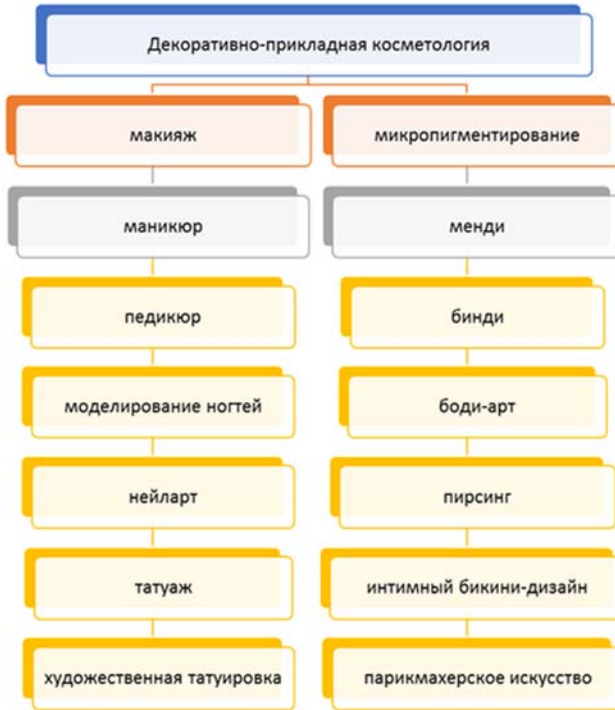 Декоративно-прикладная косметология
макияж
микропигментирование
маникюр
менди
педикюр
бинди
моделирование ногтей
боди-арт
нейларт
пирсинг
татуаж
интимный бикини-дизайн
художественная татуировка
парикмахерское искусство